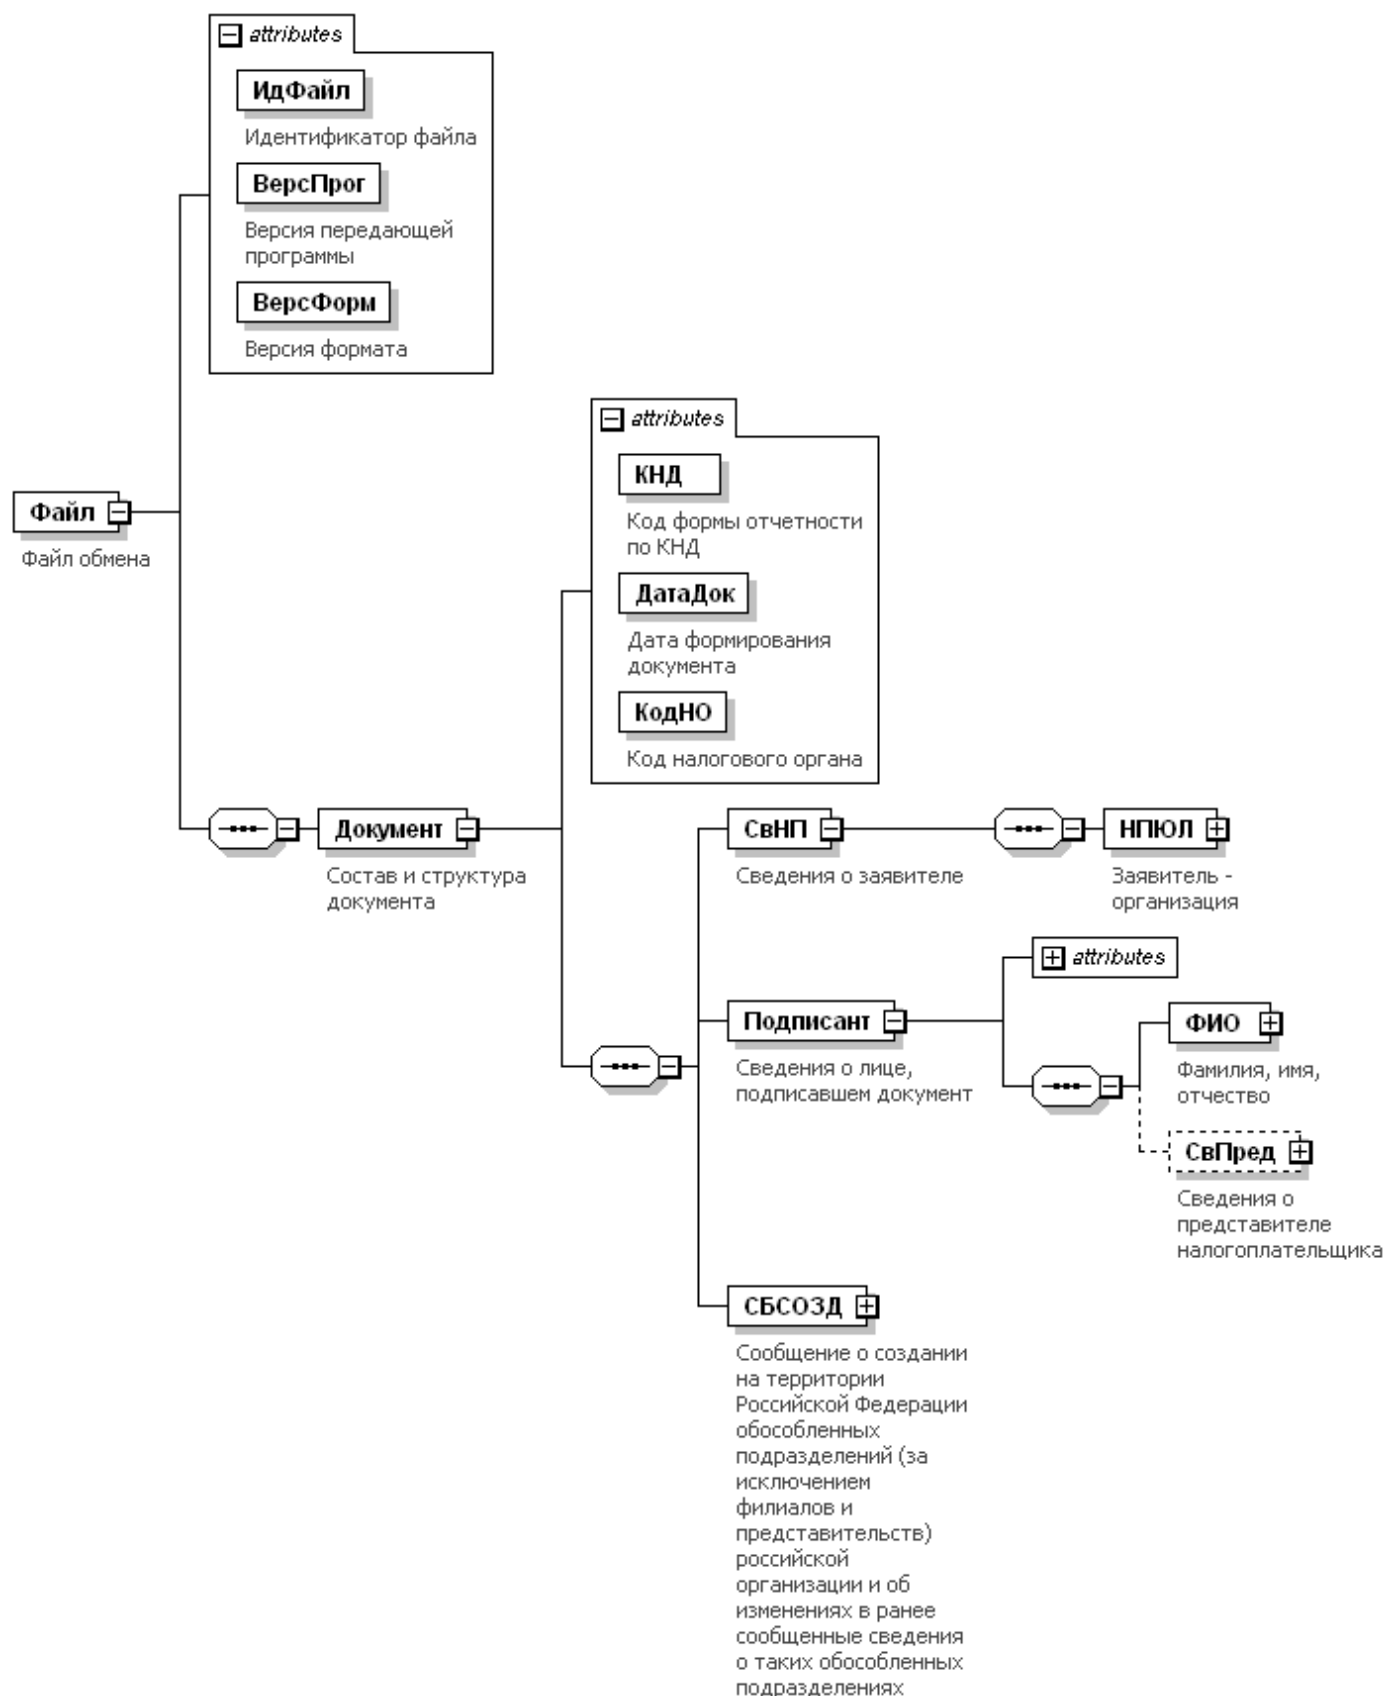 attributes
ИдФайл
Идентификатор файла
ВерсПрог
Версия передающей
программы
ВерсФорм
Версия формата
attributes
КНД
Код формы отчетности
по КНД
ДатаДок
Дата формирования
документа
КодНО
Код налогового органа
Файл
Файл обмена
Документ
Состав и структура
документа
СвНП
Сведения о заявителе
НПЮЛ
Заявитель -
организация
attributes
Подписант
Сведения о лице,
подписавшем документ
ФИО
Фамилия, имя,
отчество
СвПред
Сведения о
представителе
налогоплательщика
СБСОЗД
Сообщение о создании
на территории
Российской Федерации
обособленных
подразделений (за
исключением
филиалов и
представительств)
российской
организации и об
изменениях в ранее
сообщенные сведения
о таких обособленных
подразделениях